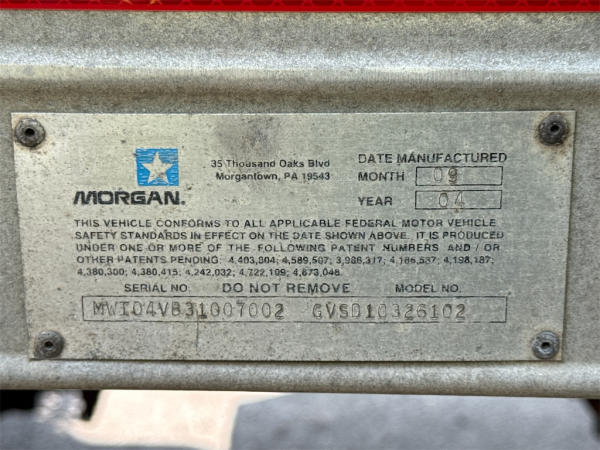 MORGAN.
35 Thousand Oaks Blvd
Morgantown, PA 19543
DATE MANUFACTURED
MONTH 09
YEAR 04
THIS VEHICLE CONFORMS TO ALL APPLICABLE FEDERAL MOTOR VEHICLE
SAFETY STANDARDS IN EFFECT ON THE DATE SHOWN ABOVE. IT IS PRODUCED
UNDER ONE OR MORE OF THE FOLLOWING PATENT NUMBERS AND / OR
OTHER PATENTS PENDING: 4,403,804; 4,589,567; 3,986,317; 4,186,537; 4,198,187;
4,380,300; 4,380,415; 4,242,032; 4,722,109; 4,673,048.
SERIAL NO. DO NOT REMOVE MODEL NO.
MWI04VB31007002 GVSD10326102